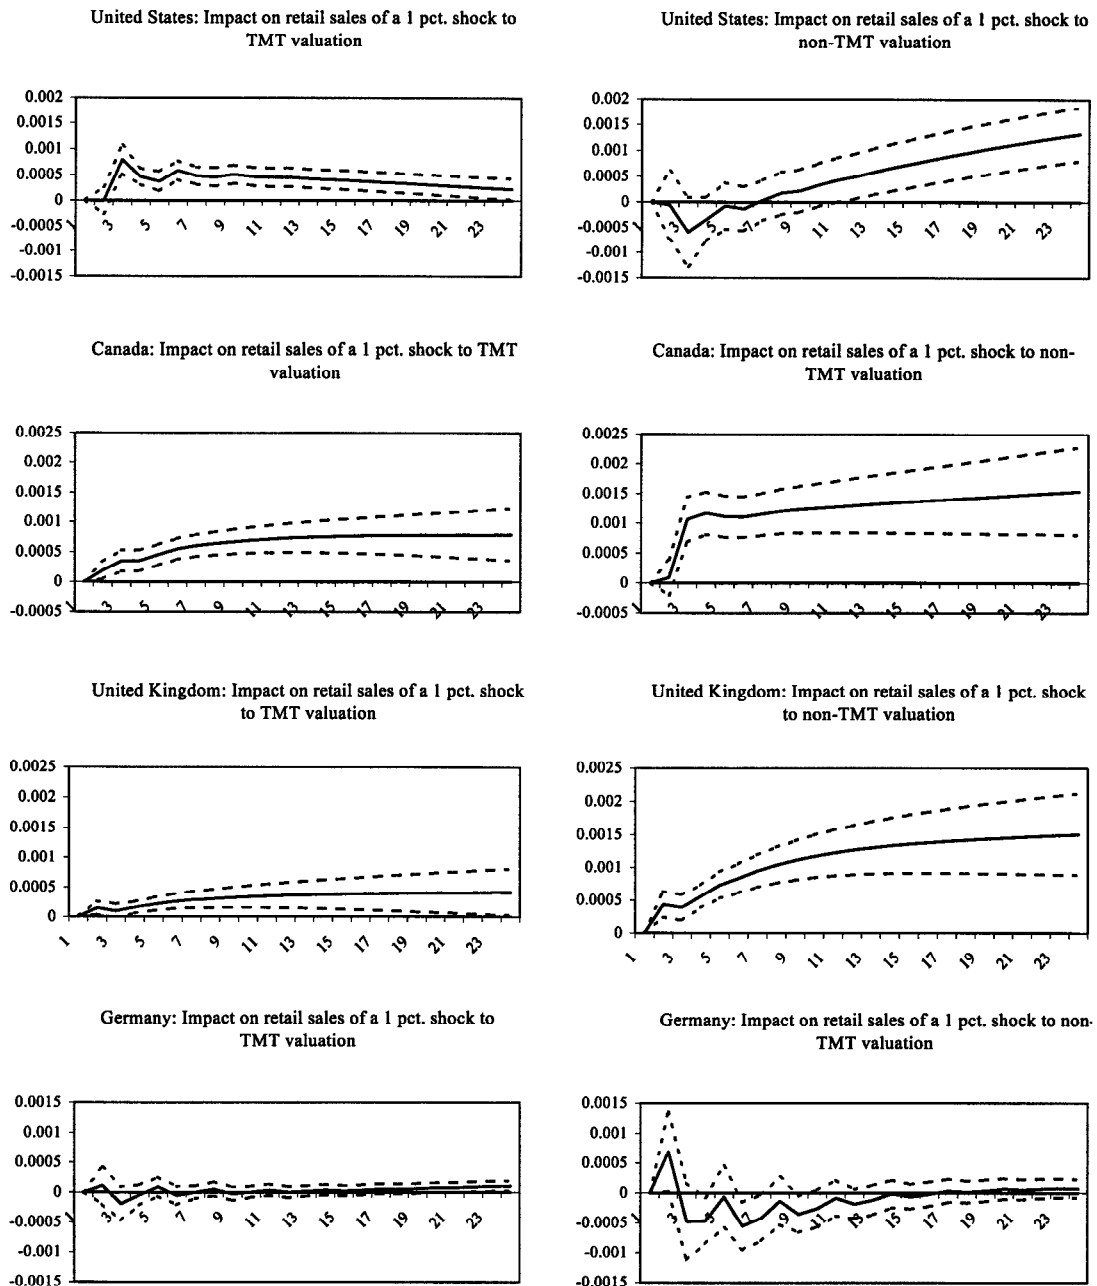 United States: Impact on retail sales of a 1 pct. shock to
TMT valuation
0.002
0.0015
0.001
0.0005
0
-0.0005
-0.001
-0.0015
1 3 5 7 9 11 13 15 17 19 21 23
United States: Impact on retail sales of a 1 pct. shock to
non-TMT valuation
0.002
0.0015
0.001
0.0005
0
-0.0005
-0.001
-0.0015
1 3 5 7 9 11 13 15 17 19 21 23
Canada: Impact on retail sales of a 1 pct. shock to TMT
valuation
0.0025
0.002
0.0015
0.001
0.0005
0
-0.0005
1 3 5 7 9 11 13 15 17 19 21 23
Canada: Impact on retail sales of a 1 pct. shock to non-
TMT valuation
0.0025
0.002
0.0015
0.001
0.0005
0
-0.0005
1 3 5 7 9 11 13 15 17 19 21 23
United Kingdom: Impact on retail sales of a 1 pct. shock
to TMT valuation
0.0025
0.002
0.0015
0.001
0.0005
0
1 3 5 7 9 11 13 15 17 19 21 23
United Kingdom: Impact on retail sales of a 1 pct. shock
to non-TMT valuation
0.0025
0.002
0.0015
0.001
0.0005
0
1 3 5 7 9 11 13 15 17 19 21 23
Germany: Impact on retail sales of a 1 pct. shock to
TMT valuation
0.0015
0.001
0.0005
0
-0.0005
-0.001
-0.0015
1 3 5 7 9 11 13 15 17 19 21 23
Germany: Impact on retail sales of a 1 pct. shock to non-
TMT valuation
0.0015
0.001
0.0005
0
-0.0005
-0.001
-0.0015
1 3 5 7 9 11 13 15 17 19 21 23